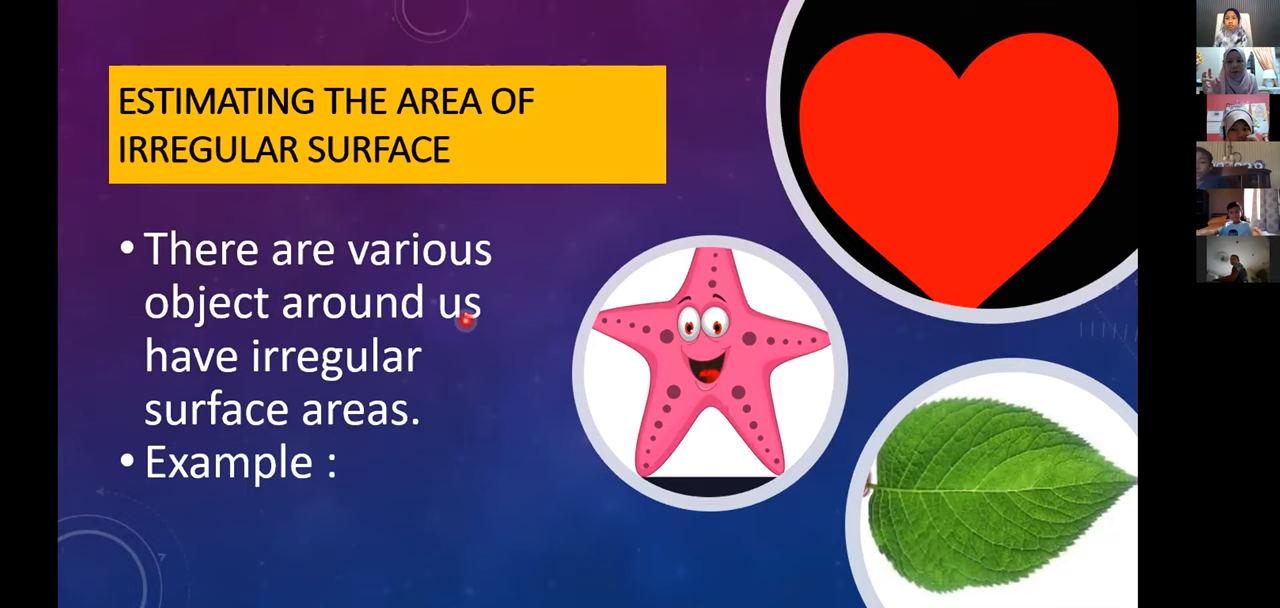 ESTIMATING THE AREA OF
IRREGULAR SURFACE
• There are various
object around us
have irregular
surface areas.
• Example :